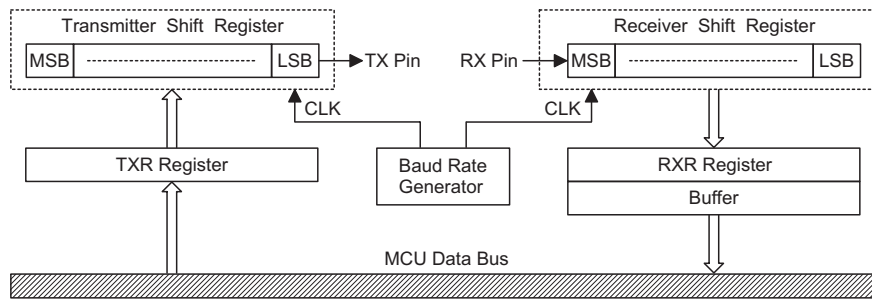 Transmitter Shift Register
MSB
LSB
TX Pin
CLK
TXR Register
Baud Rate
Generator
Receiver Shift Register
RX Pin
MSB
LSB
CLK
RXR Register
Buffer
MCU Data Bus